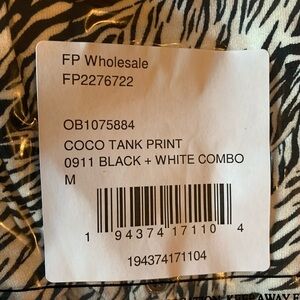 FP Wholesale
FP2276722
OB1075884
COCO TANK PRINT
0911 BLACK + WHITE COMBO
M
1 94374 17110 4
194374171104